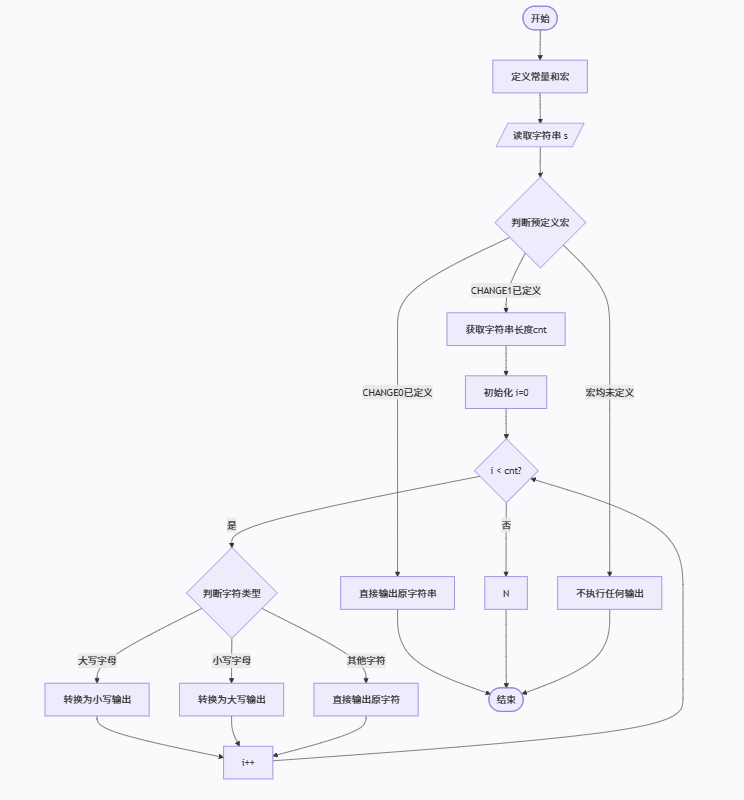 开始
定义常量和宏
读取字符串 s
判断预定义宏
CHANGE1已定义
获取字符串长度cnt
CHANGE0已定义
初始化 i=0
宏均未定义
i < cnt?
是
否
判断字符类型
直接输出原字符串
N
不执行任何输出
大写字母
小写字母
其他字符
转换为小写输出
转换为大写输出
直接输出原字符
结束
i++